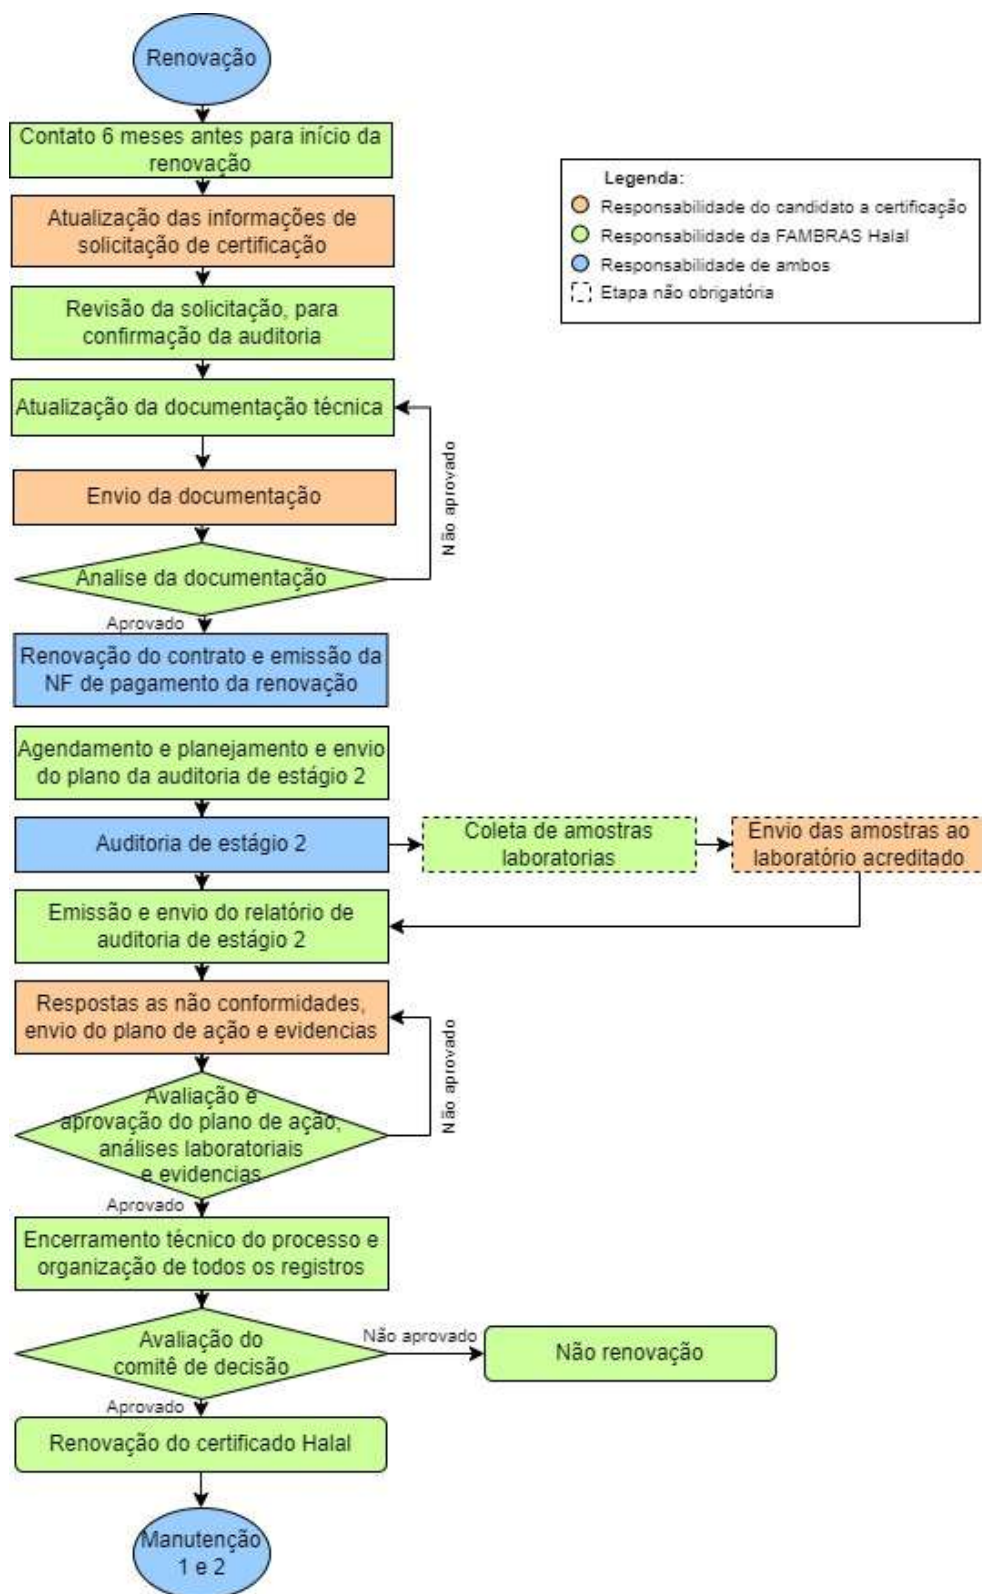 Renovação
Contato 6 meses antes para início da
renovação
Legenda:
Responsabilidade do candidato a certificação
Responsabilidade da FAMBRAS Halal
Responsabilidade de ambos
Etapa não obrigatória
Atualização das informações de
solicitação de certificação
Revisão da solicitação, para
confirmação da auditoria
Atualização da documentação técnica
Não aprovado
Envio da documentação
Analise da documentação
Aprovado
Renovação do contrato e emissão da
NF de pagamento da renovação
Agendamento e planejamento e envio
do plano da auditoria de estágio 2
Auditoria de estágio 2
Coleta de amostras
laboratorias
Envio das amostras ao
laboratório acreditado
Emissão e envio do relatório de
auditoria de estágio 2
Respostas as não conformidades,
envio do plano de ação e evidencias
Não aprovado
Avaliação e
aprovação do plano de ação,
análises laboratoriais
e evidencias
Aprovado
Encerramento técnico do processo e
organização de todos os registros
Avaliação do
comitê de decisão
Não aprovado
Não renovação
Aprovado
Renovação do certificado Halal
Manutenção
1 e 2